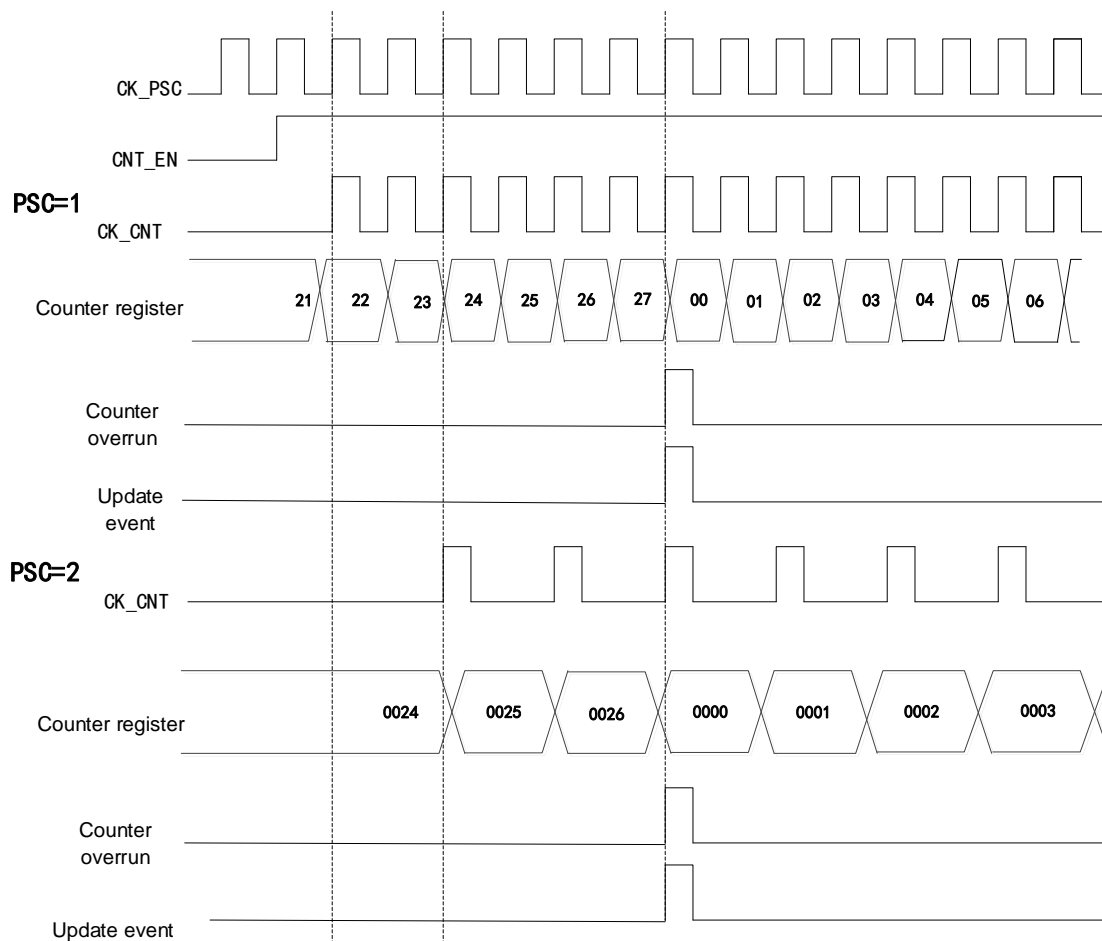 CK_PSC
CNT_EN
PSC=1
CK_CNT
Counter register
21 22 23 24 25 26 27 00 01 02 03 04 05 06
Counter
overrun
Update
event
PSC=2
CK_CNT
Counter register
0024 0025 0026 0000 0001 0002 0003
Counter
overrun
Update event